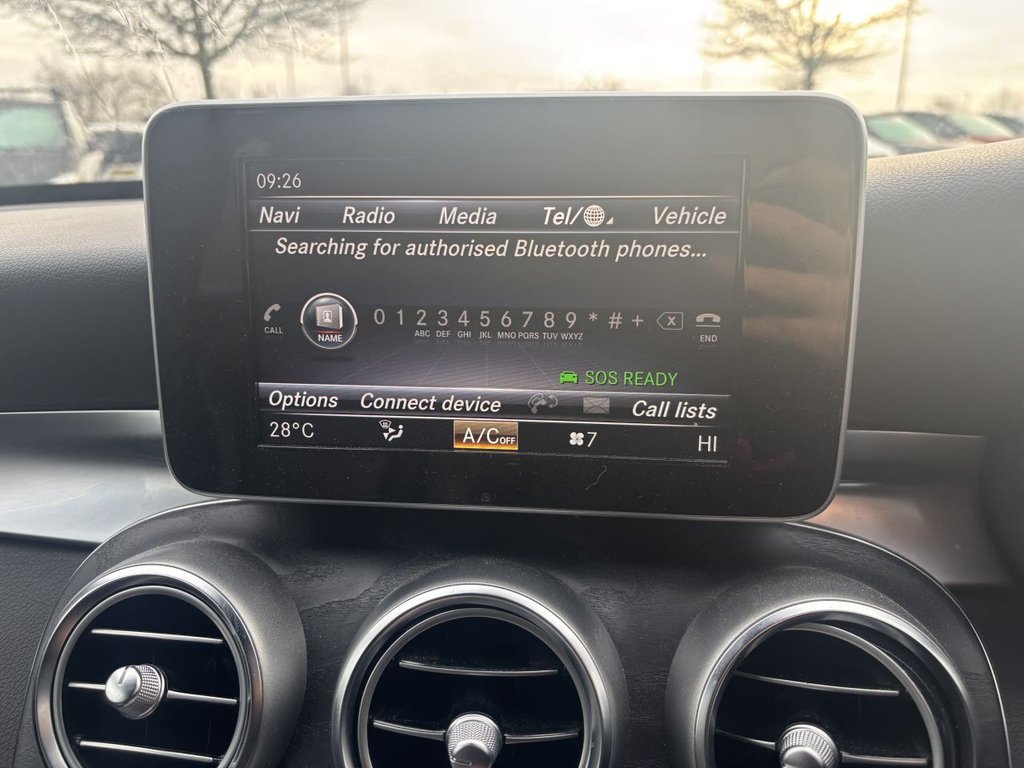 09:26
Navi Radio Media Tel/ Vehicle
Searching for authorised Bluetooth phones...
0 1 2 3 4 5 6 7 8 9 * # + X
CALL NAME ABC DEF GHI JKL MNO PQRS TUV WXYZ END
SOS READY
Options Connect device Call lists
28°C A/C OFF 7 HI